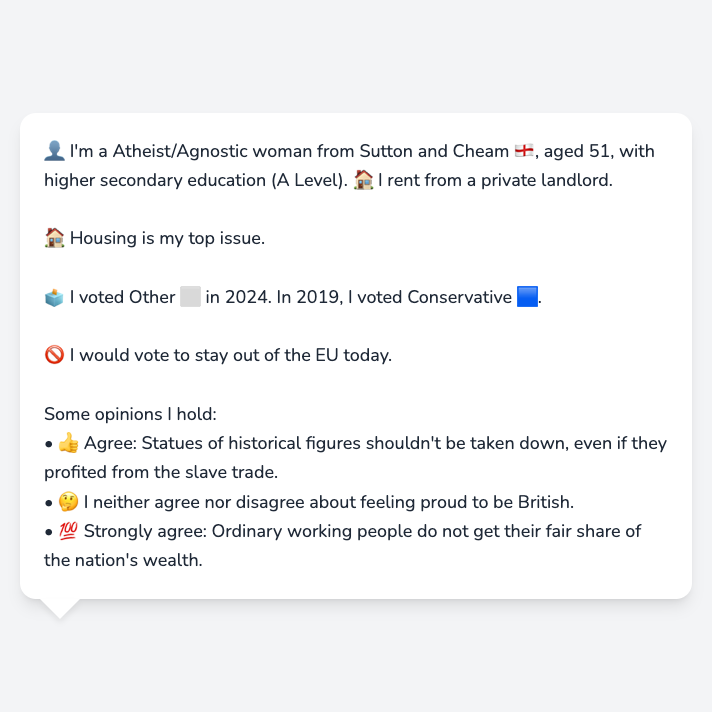 👤 I'm a Atheist/Agnostic woman from Sutton and Cheam 🏴󠁧󠁢󠁥󠁮󠁧󠁿, aged 51, with
higher secondary education (A Level). 🏠 I rent from a private landlord.
🏠 Housing is my top issue.
🗳️ I voted Other ⬜ in 2024. In 2019, I voted Conservative 🟦.
🚫 I would vote to stay out of the EU today.
Some opinions I hold:
• 👍 Agree: Statues of historical figures shouldn't be taken down, even if they
profited from the slave trade.
• 🤔 I neither agree nor disagree about feeling proud to be British.
• 💯 Strongly agree: Ordinary working people do not get their fair share of
the nation's wealth.